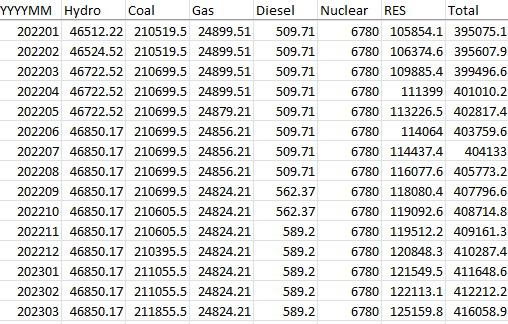 YYYYMM Hydro Coal Gas Diesel Nuclear RES Total
202201 46512.22 210519.5 24899.51 509.71 6780 105854.1 395075.1
202202 46524.52 210519.5 24899.51 509.71 6780 106374.6 395607.9
202203 46722.52 210699.5 24899.51 509.71 6780 109885.4 399496.6
202204 46722.52 210699.5 24899.51 509.71 6780 111399 401010.2
202205 46722.52 210699.5 24879.21 509.71 6780 113226.5 402817.4
202206 46850.17 210699.5 24856.21 509.71 6780 114064 403759.6
202207 46850.17 210699.5 24856.21 509.71 6780 114437.4 404133
202208 46850.17 210699.5 24856.21 509.71 6780 116077.6 405773.2
202209 46850.17 210699.5 24824.21 562.37 6780 118080.4 407796.6
202210 46850.17 210605.5 24824.21 562.37 6780 119092.6 408714.8
202211 46850.17 210605.5 24824.21 589.2 6780 119512.2 409161.3
202212 46850.17 210395.5 24824.21 589.2 6780 120848.3 410287.4
202301 46850.17 211055.5 24824.21 589.2 6780 121549.5 411648.6
202302 46850.17 211055.5 24824.21 589.2 6780 122113.1 412212.2
202303 46850.17 211855.5 24824.21 589.2 6780 125159.8 416058.9